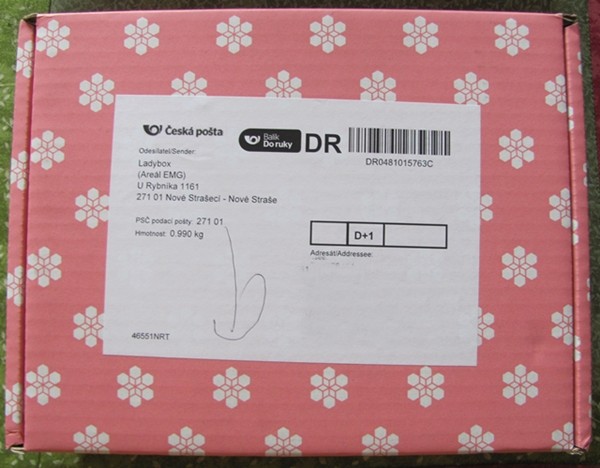 Česká pošta
Balík
Do ruky
DR
DR0481015763C
Odesílatel/Sender:
Ladybox
(Areál EMG)
U Rybníka 1161
271 01 Nové Strašecí - Nové Straše
PSČ podací pošty: 271 01
Hmotnost: 0.990 kg
D+1
Adresát/Addressee:
46551NRT